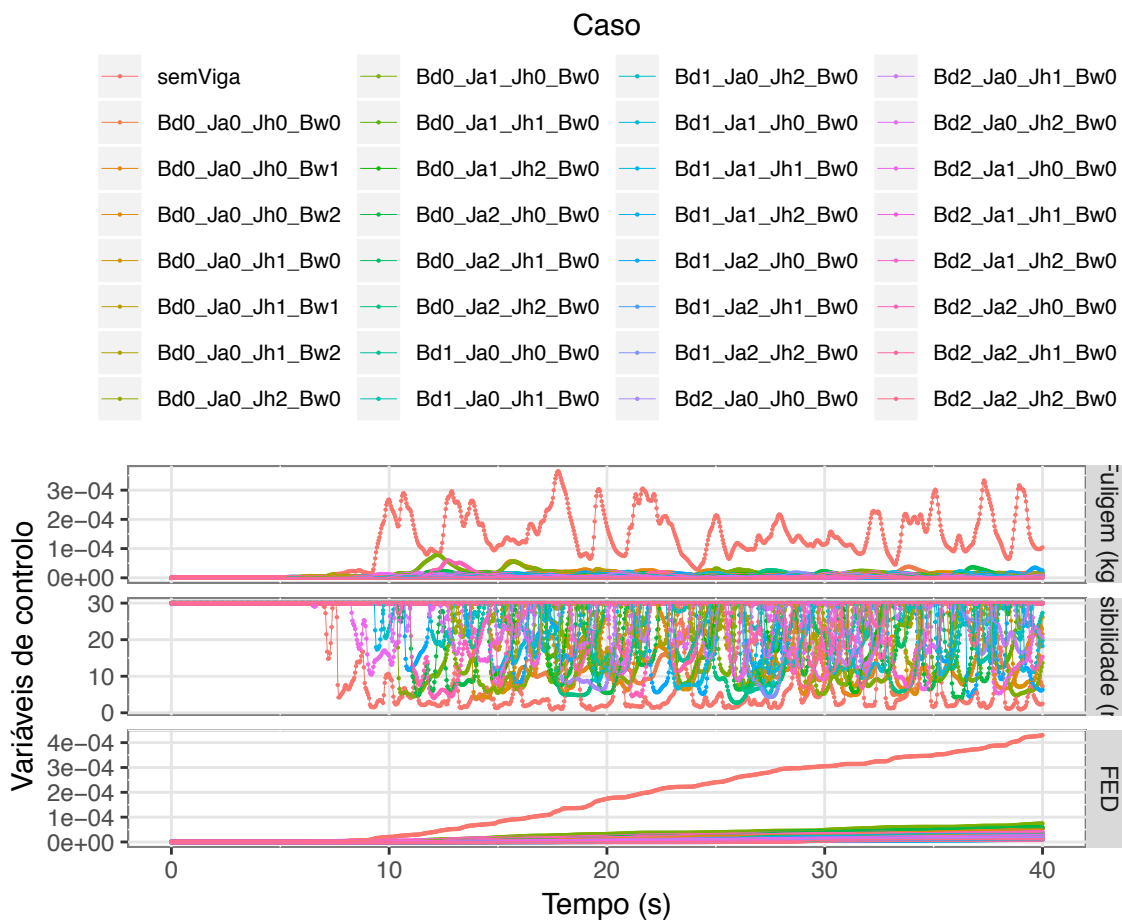 Caso
semViga
Bd0_Ja0_Jh0_Bw0
Bd0_Ja0_Jh0_Bw1
Bd0_Ja0_Jh0_Bw2
Bd0_Ja0_Jh1_Bw0
Bd0_Ja0_Jh1_Bw1
Bd0_Ja0_Jh1_Bw2
Bd0_Ja0_Jh2_Bw0
Bd0_Ja1_Jh0_Bw0
Bd0_Ja1_Jh1_Bw0
Bd0_Ja1_Jh2_Bw0
Bd0_Ja2_Jh0_Bw0
Bd0_Ja2_Jh1_Bw0
Bd0_Ja2_Jh2_Bw0
Bd1_Ja0_Jh0_Bw0
Bd1_Ja0_Jh1_Bw0
Bd1_Ja0_Jh2_Bw0
Bd1_Ja1_Jh0_Bw0
Bd1_Ja1_Jh1_Bw0
Bd1_Ja1_Jh2_Bw0
Bd1_Ja2_Jh0_Bw0
Bd1_Ja2_Jh1_Bw0
Bd1_Ja2_Jh2_Bw0
Bd2_Ja0_Jh0_Bw0
Bd2_Ja0_Jh1_Bw0
Bd2_Ja0_Jh2_Bw0
Bd2_Ja1_Jh0_Bw0
Bd2_Ja1_Jh1_Bw0
Bd2_Ja1_Jh2_Bw0
Bd2_Ja2_Jh0_Bw0
Bd2_Ja2_Jh1_Bw0
Bd2_Ja2_Jh2_Bw0
Variáveis de controlo
3e−04
2e−04
1e−04
0e+00
Fuligem (kg
30
20
10
0
sibilidade (r
4e−04
3e−04
2e−04
1e−04
0e+00
FED
0
10
20
30
40
Tempo (s)